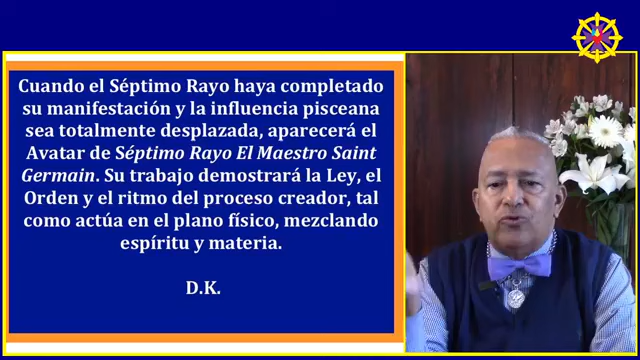 Cuando el Séptimo Rayo haya completado
su manifestación y la influencia pisceana
sea totalmente desplazada, aparecerá el
Avatar de Séptimo Rayo El Maestro Saint
Germain. Su trabajo demostrará la Ley, el
Orden y el ritmo del proceso creador, tal
como actúa en el plano físico, mezclando
espíritu y materia.
D.K.